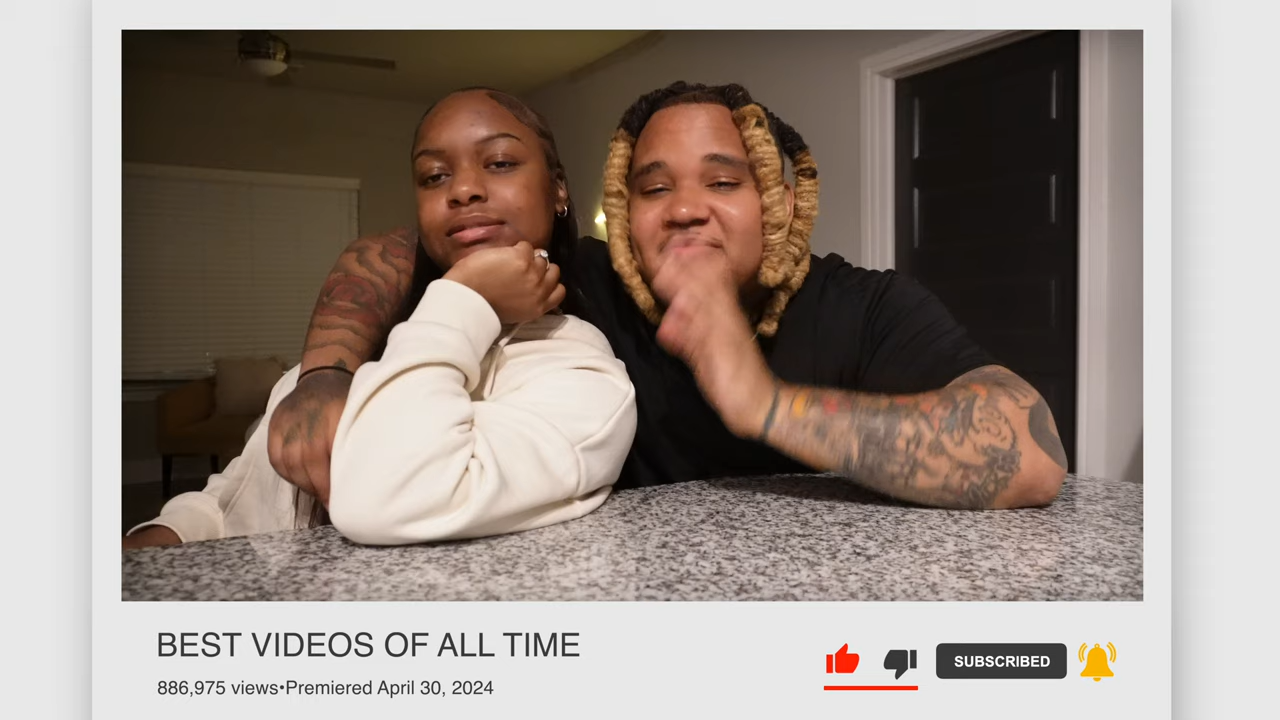 BEST VIDEOS OF ALL TIME
886,975 views•Premiered April 30, 2024
SUBSCRIBED